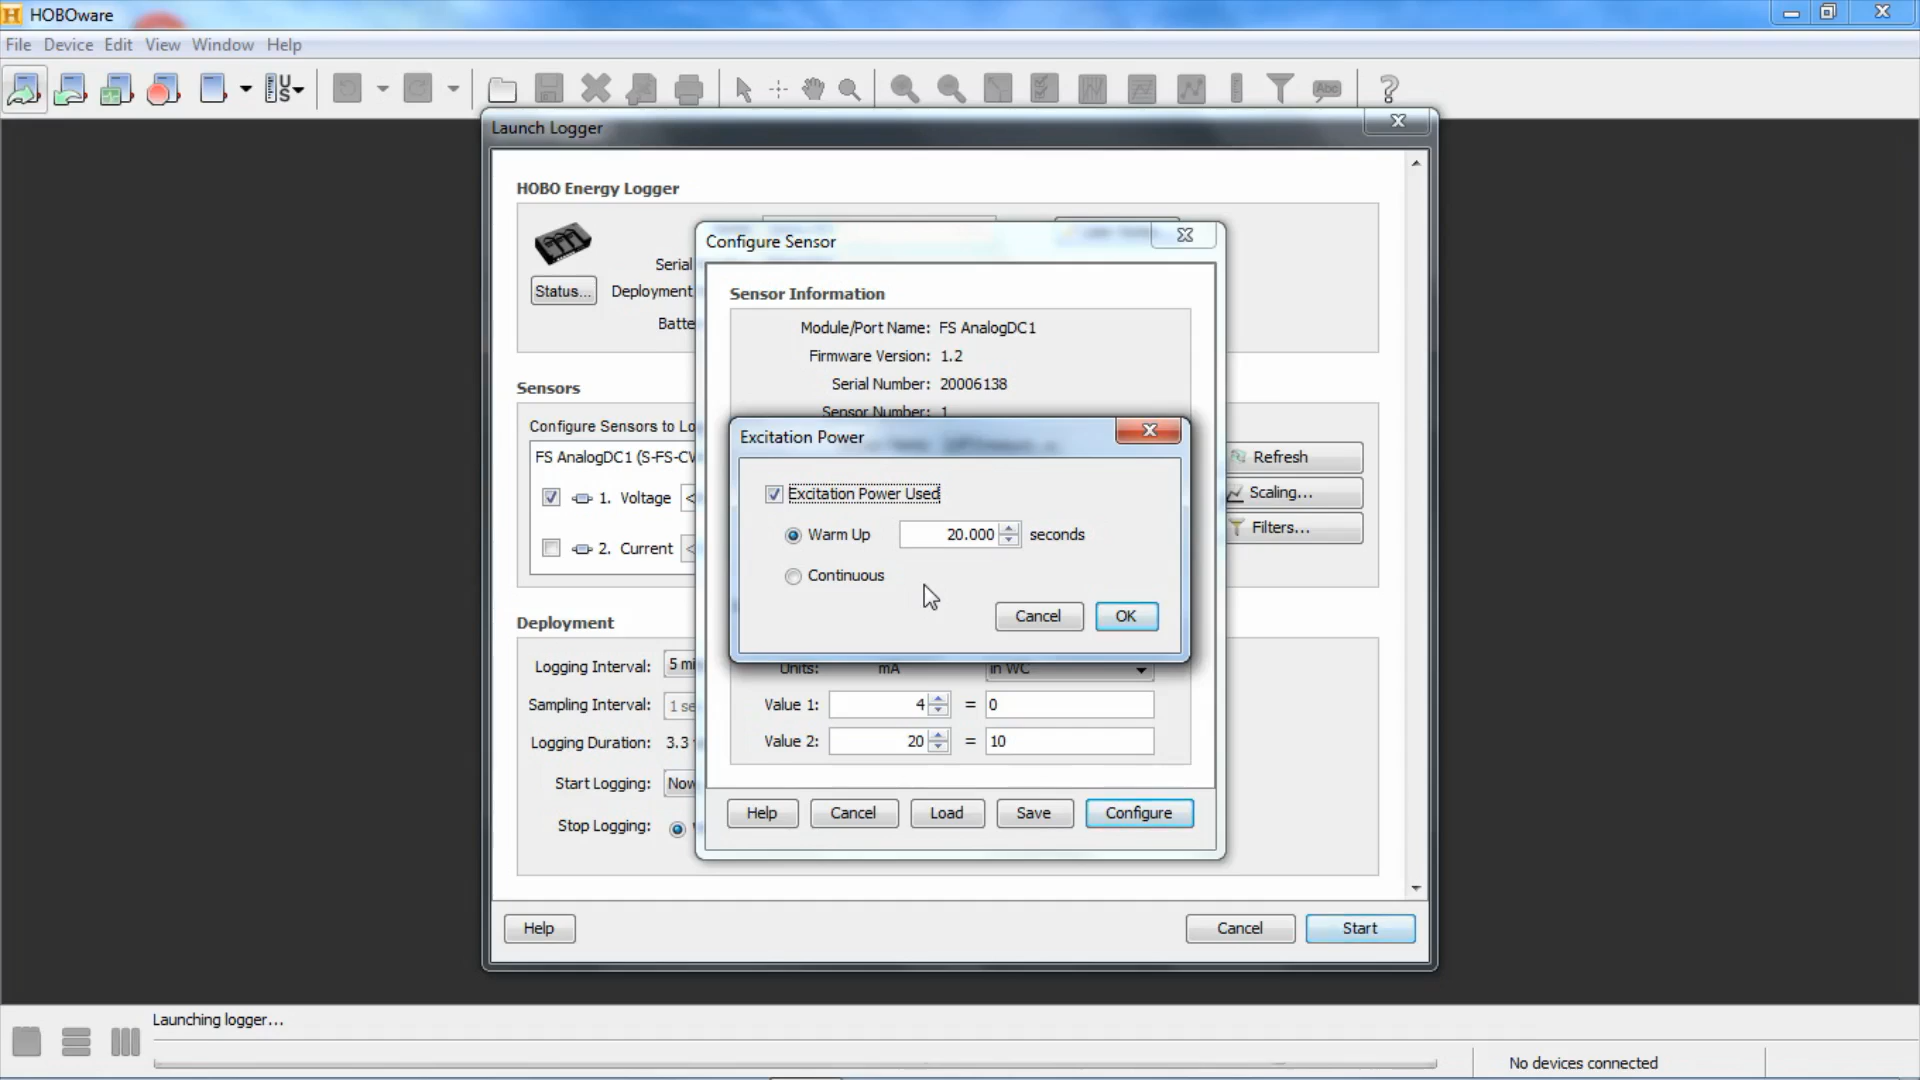 HOBOware
File Device Edit View Window Help
Launch Logger
HOBO Energy Logger
Serial
Status... Deployment
Batte
Sensors
Configure Sensors to Lo
FS AnalogDC1 (S-FS-CV
1. Voltage <
2. Current <
Refresh
Scaling...
Filters...
Deployment
Logging Interval: 5 mi
Sampling Interval: 1 se
Logging Duration: 3.3
Start Logging: Now
Stop Logging:
Help Cancel Start
Configure Sensor
Sensor Information
Module/Port Name: FS AnalogDC1
Firmware Version: 1.2
Serial Number: 20006138
Sensor Number: 1
Excitation Power
Excitation Power Used
Warm Up 20.000 seconds
Continuous
Cancel OK
Units: mA in WC
Value 1: 4 = 0
Value 2: 20 = 10
Help Cancel Load Save Configure
Launching logger...
No devices connected